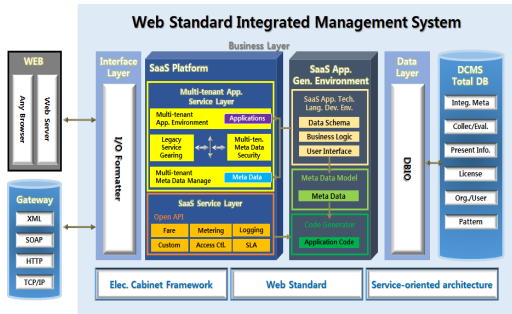 Web Standard Integrated Management System
Business Layer
WEB
Any Browser
Web Server
Gateway
XML
SOAP
HTTP
TCP/IP
Interface
Layer
I/O Formatter
SaaS Platform
Multi-tenant App.
Service Layer
Multi-tenant
App. Environment
Applications
Legacy
Service
Gearing
Multi-ten.
Meta Data
Security
Multi-tenant
Meta Data Manage
Meta Data
SaaS Service Layer
Open API
Fare
Metering
Logging
Custom
Access CtL
SLA
SaaS App.
Gen. Environment
SaaS App. Tech.
Lang. Dev. Env.
Data Schema
Business Logic
User Interface
Meta Data Model
Meta Data
Code Generator
Application Code
Data
Layer
DBIO
DCMS
Total DB
Integ. Meta
Collec/Eval.
Present Info.
License
Org./User
Pattern
Elec. Cabinet Framework
Web Standard
Service-oriented architecture